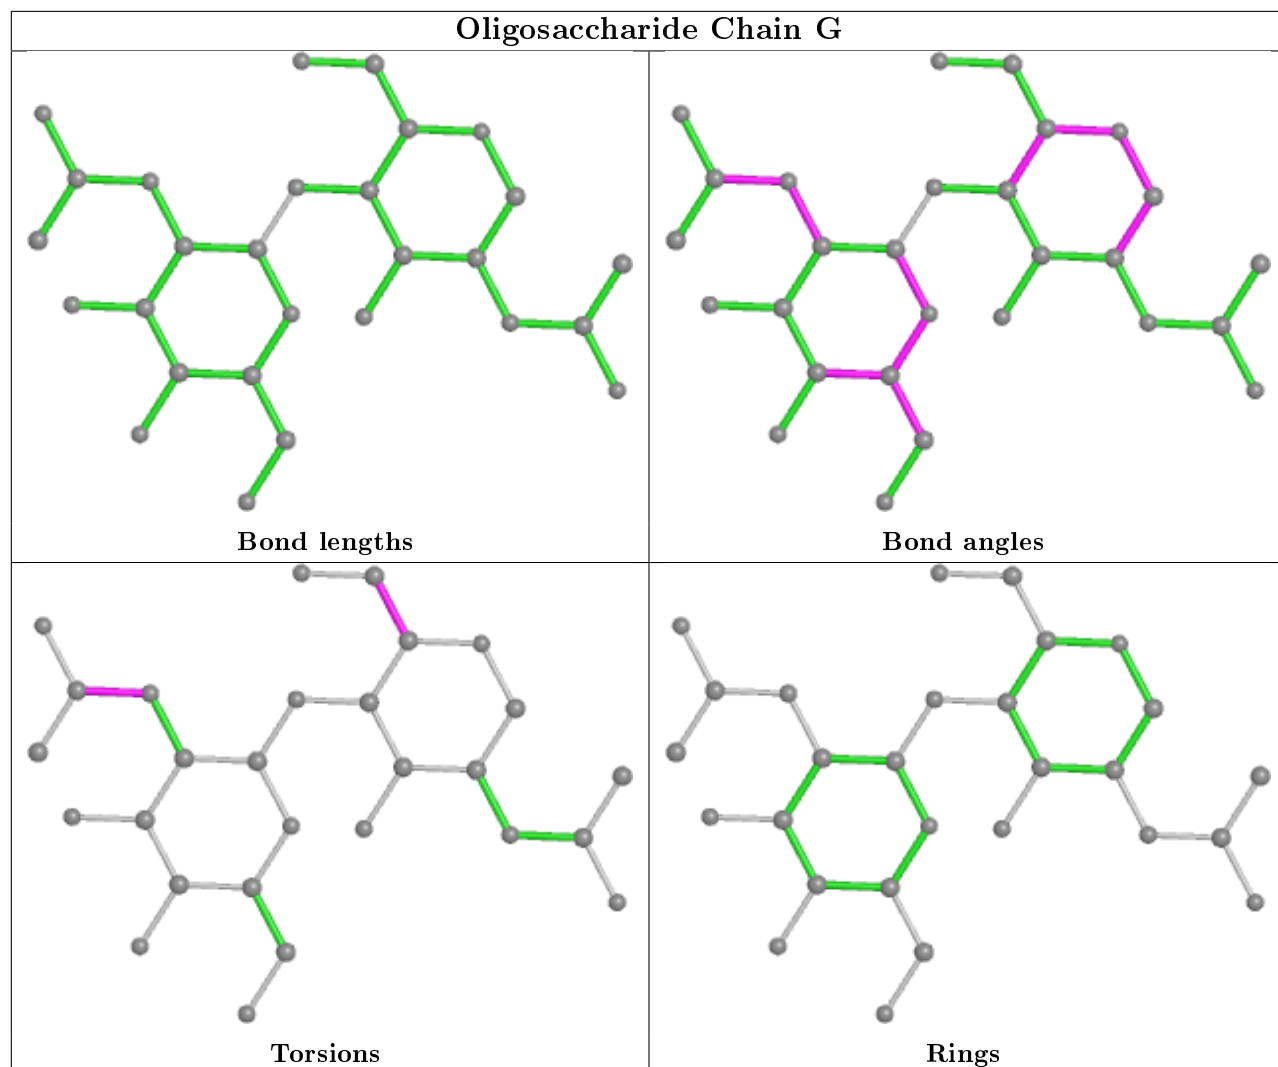 Oligosaccharide Chain G
Bond lengths
Bond angles
Torsions
Rings